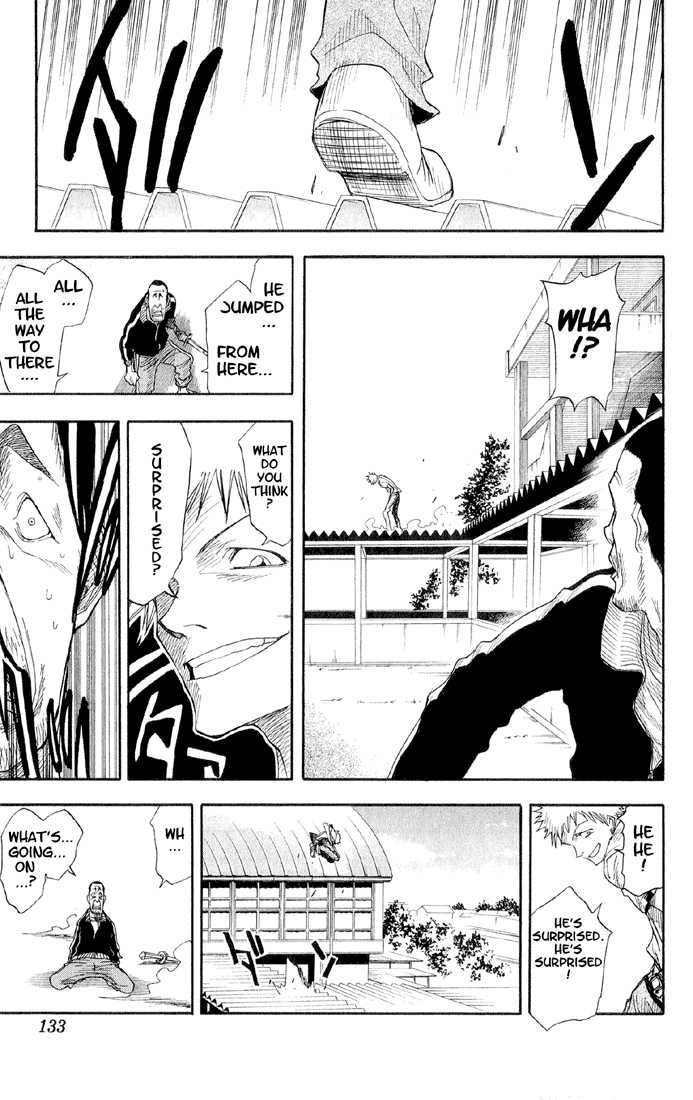 WHA
!?
HE
JUMPED
...
FROM
HERE...
ALL
...
ALL
THE
WAY
TO
THERE
....
WHAT
DO
YOU
THINK?
SURPRISED?
HE
HE
!
HE'S
SURPRISED.
HE'S
SURPRISED
!
WH
...
WHAT'S...
GOING...
ON
...?
133